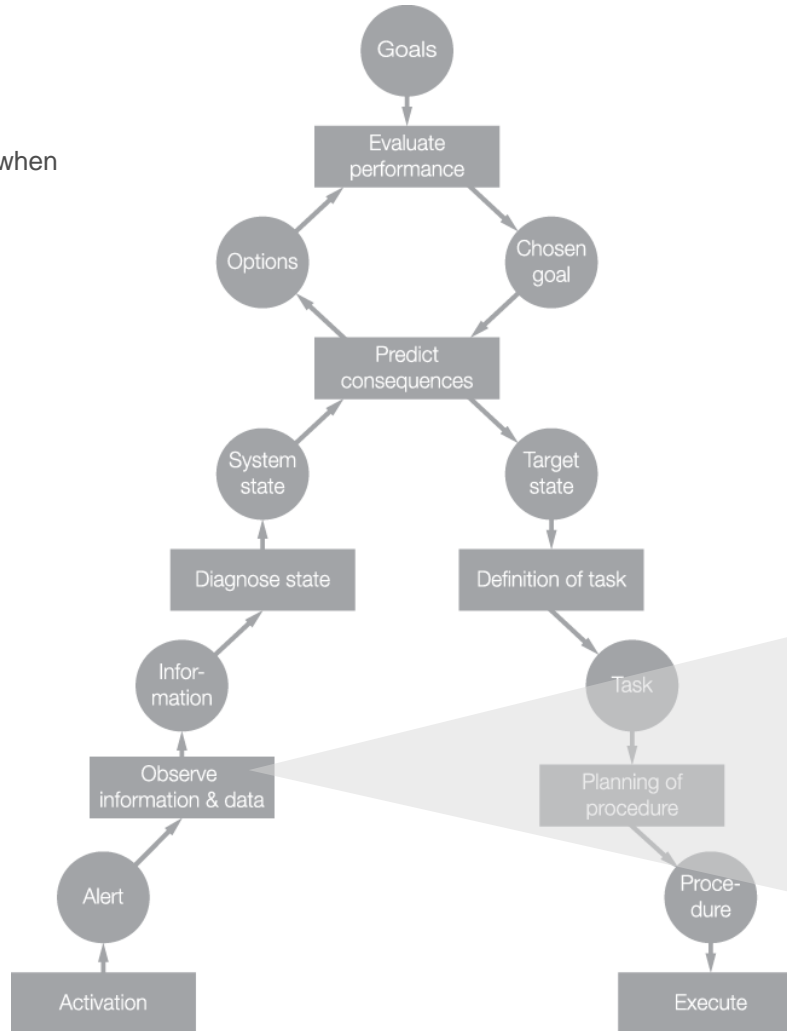 Goals
when
Evaluate
performance
Options
Chosen
goal
Predict
consequences
System
state
Target
state
Diagnose state
Definition of task
Infor-
mation
Task
Observe
information & data
Planning of
procedure
Alert
Proce-
dure
Activation
Execute